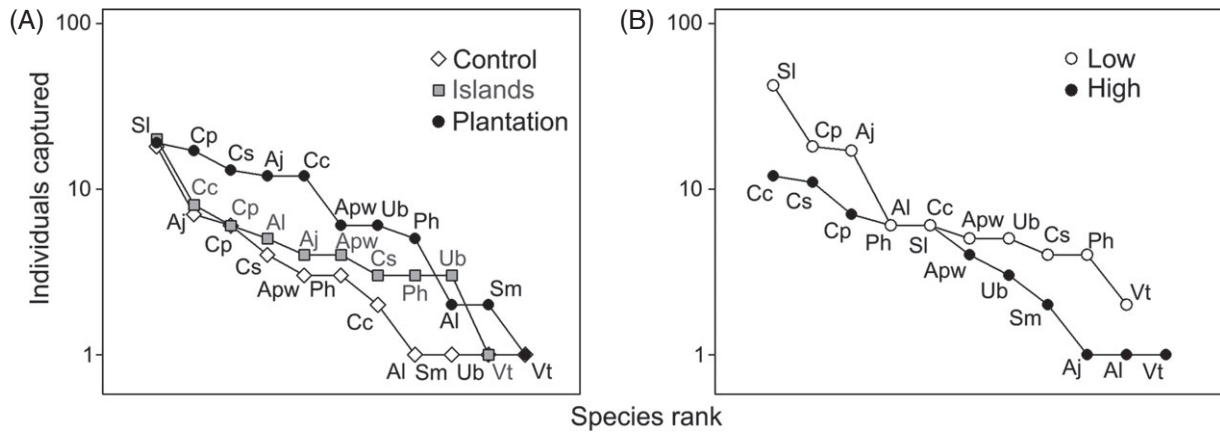 (A)
100
10
1
Individuals captured
Control
Islands
Plantation
Sl
Cp
Cs
Aj
Cc
Apw
Ub
Ph
Al
Sm
Vt
Cc
Cp
Al
Aj
Apw
Cs
Ph
Ub
Vt
Aj
Cp
Cs
Apw
Ph
Cc
Al
Sm
Ub
(B)
100
10
1
Low
High
Sl
Cp
Aj
Al
Cc
Apw
Ub
Cs
Ph
Vt
Cc
Cs
Cp
Ph
Sl
Apw
Ub
Sm
Aj
Al
Vt
Species rank